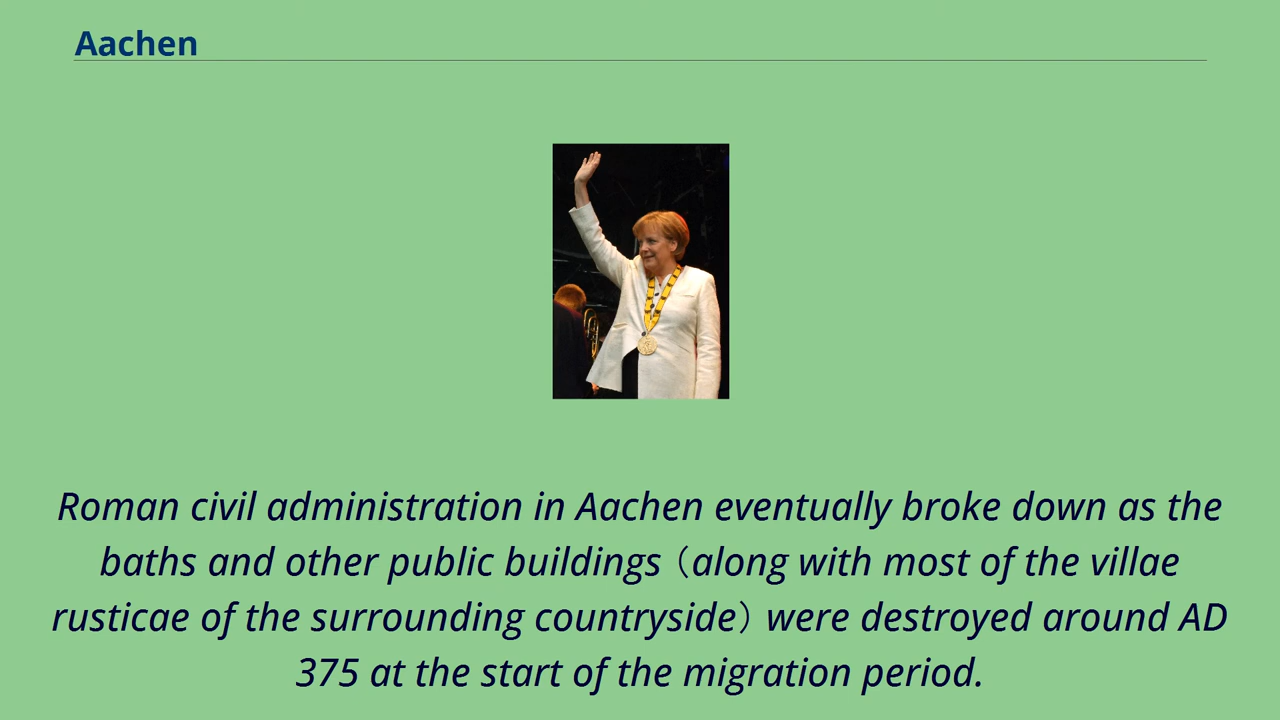 Aachen
Roman civil administration in Aachen eventually broke down as the
baths and other public buildings（along with most of the villae
rusticae of the surrounding countryside）were destroyed around AD
375 at the start of the migration period.